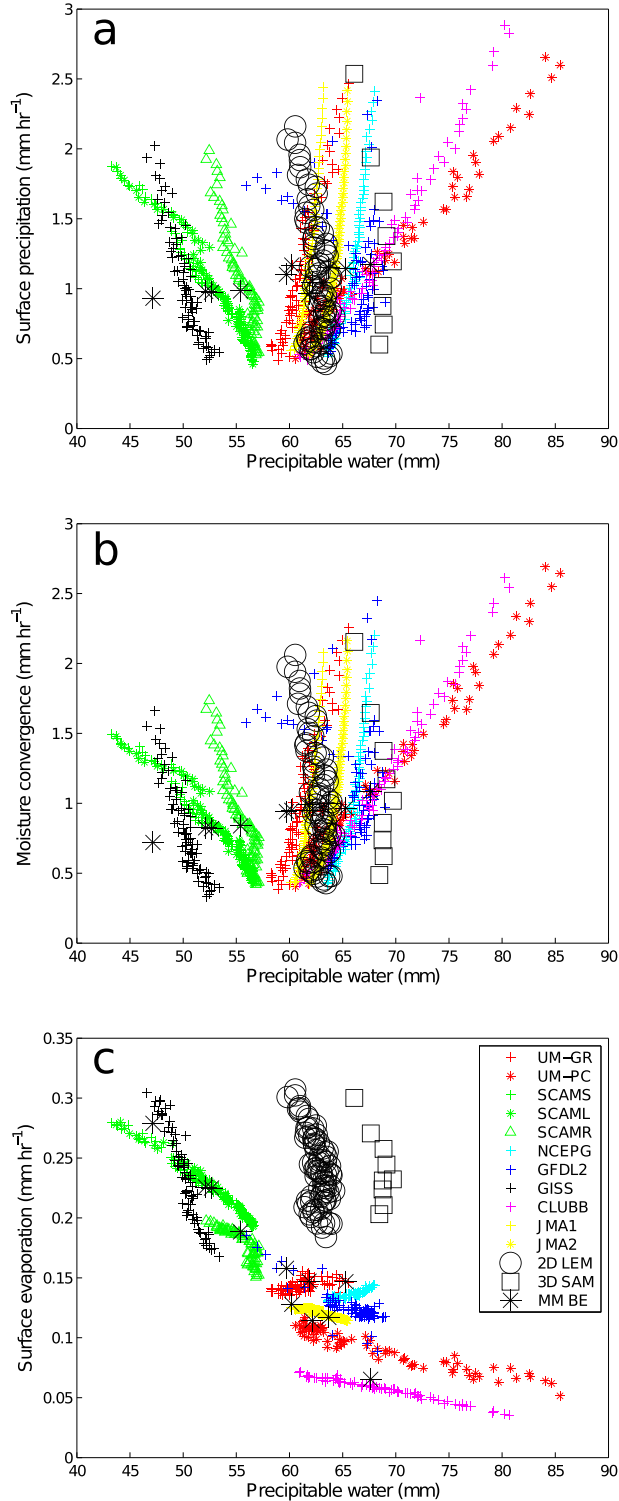 a
3
2.5
2
1.5
1
0.5
0
Surface precipitation (mm hr−1)
40 45 50 55 60 65 70 75 80 85 90
Precipitable water (mm)
b
3
2.5
2
1.5
1
0.5
0
Moisture convergence (mm hr−1)
40 45 50 55 60 65 70 75 80 85 90
Precipitable water (mm)
c
0.35
0.3
0.25
0.2
0.15
0.1
0.05
0
Surface evaporation (mm hr−1)
40 45 50 55 60 65 70 75 80 85 90
Precipitable water (mm)
UM−GR
UM−PC
SCAMS
SCAML
SCAMR
NCEPG
GFDL2
GISS
CLUBB
JMA1
JMA2
2D LEM
3D SAM
MM BE